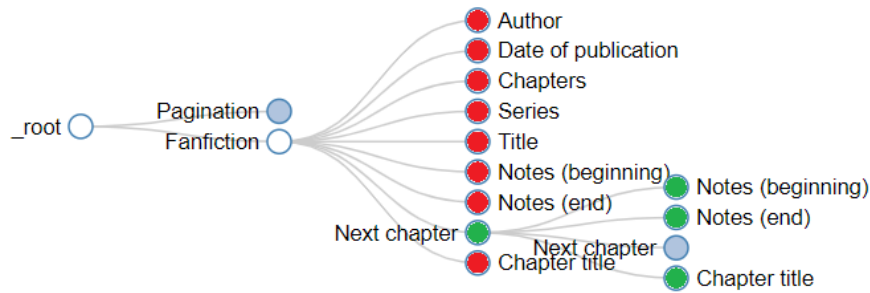 _root
Pagination
Fanfiction
Author
Date of publication
Chapters
Series
Title
Notes (beginning)
Notes (end)
Next chapter
Chapter title
Notes (beginning)
Notes (end)
Next chapter
Chapter title